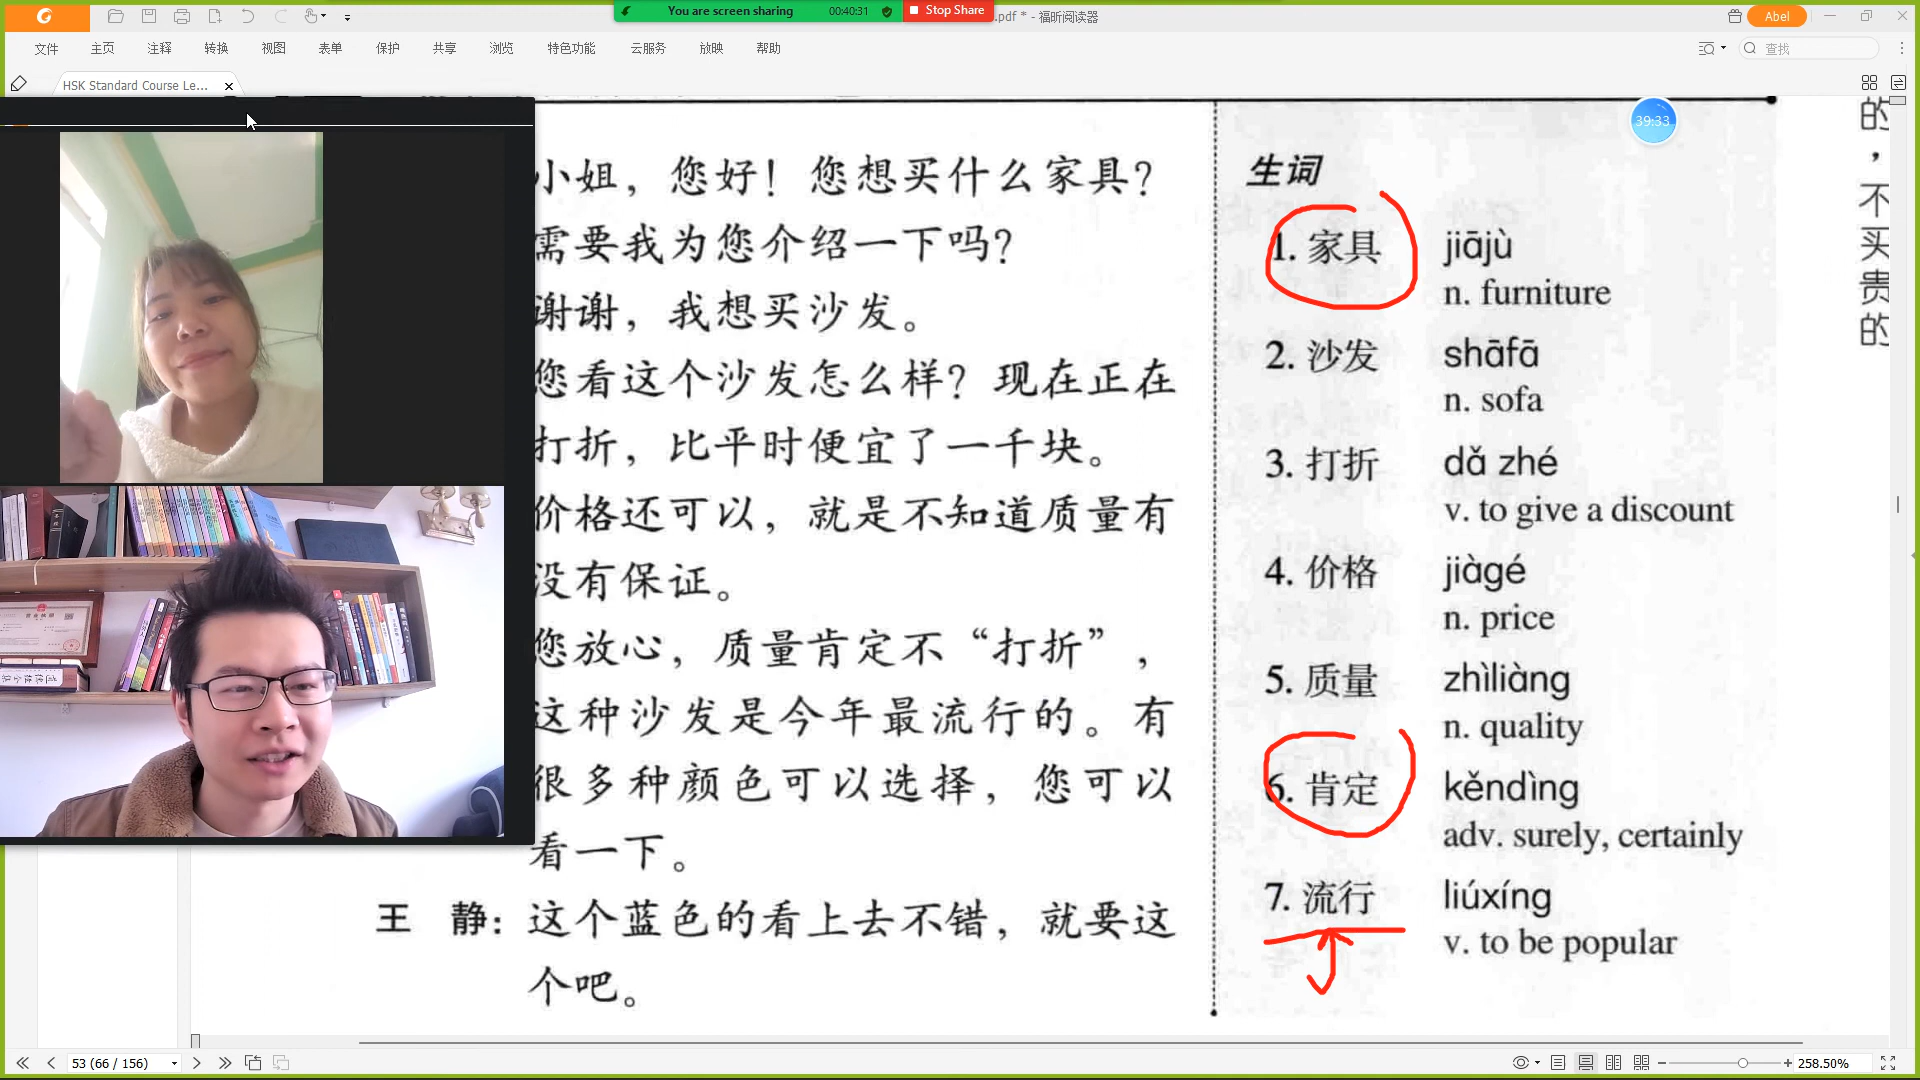 You are screen sharing
00:40:31
Stop Share
.pdf * - 福昕阅读器
Abel
文件 主页 注释 转换 视图 表单 保护 共享 浏览 特色功能 云服务 放映 帮助
查找
HSK Standard Course Le...
39:33
小姐，您好！您想买什么家具？
需要我为您介绍一下吗？
谢谢，我想买沙发。
您看这个沙发怎么样？现在正在
打折，比平时便宜了一千块。
价格还可以，就是不知道质量有
没有保证。
您放心，质量肯定不“打折”，
这种沙发是今年最流行的。有
很多种颜色可以选择，您可以
看一下。
王 静：这个蓝色的看上去不错，就要这
个吧。
生词
1. 家具 jiājù
n. furniture
2. 沙发 shāfā
n. sofa
3. 打折 dǎ zhé
v. to give a discount
4. 价格 jiàgé
n. price
5. 质量 zhìliàng
n. quality
6. 肯定 kěndìng
adv. surely, certainly
7. 流行 liúxíng
v. to be popular
的，不买贵的
53 (66 / 156)
258.50%